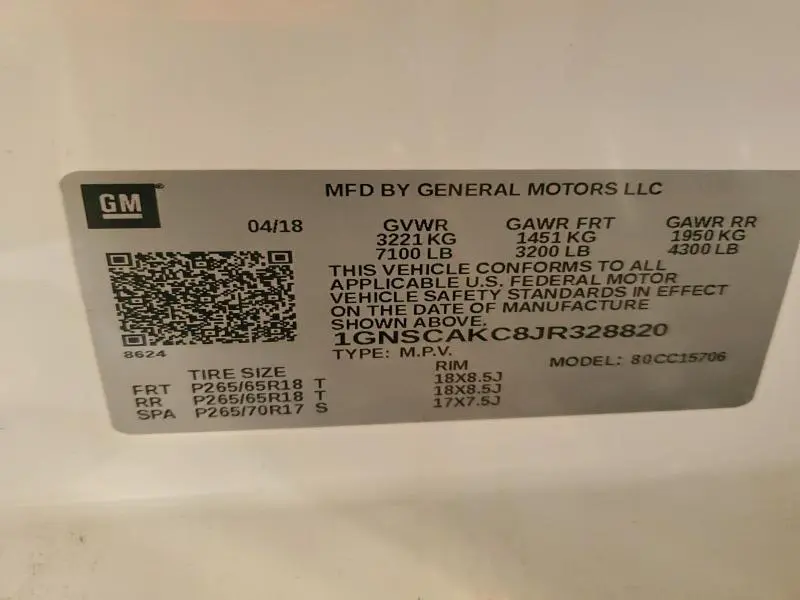 GM
MFD BY GENERAL MOTORS LLC
04/18 GVWR GAWR FRT GAWR RR
3221 KG 1451 KG 1950 KG
7100 LB 3200 LB 4300 LB
THIS VEHICLE CONFORMS TO ALL
APPLICABLE U.S. FEDERAL MOTOR
VEHICLE SAFETY STANDARDS IN EFFECT
ON THE DATE OF MANUFACTURE
SHOWN ABOVE.
1GNSCAKC8JR328820
8624
TYPE: M.P.V. MODEL: 80CC15706
TIRE SIZE RIM
FRT P265/65R18 T 18X8.5J
RR P265/65R18 T 18X8.5J
SPA P265/70R17 S 17X7.5J